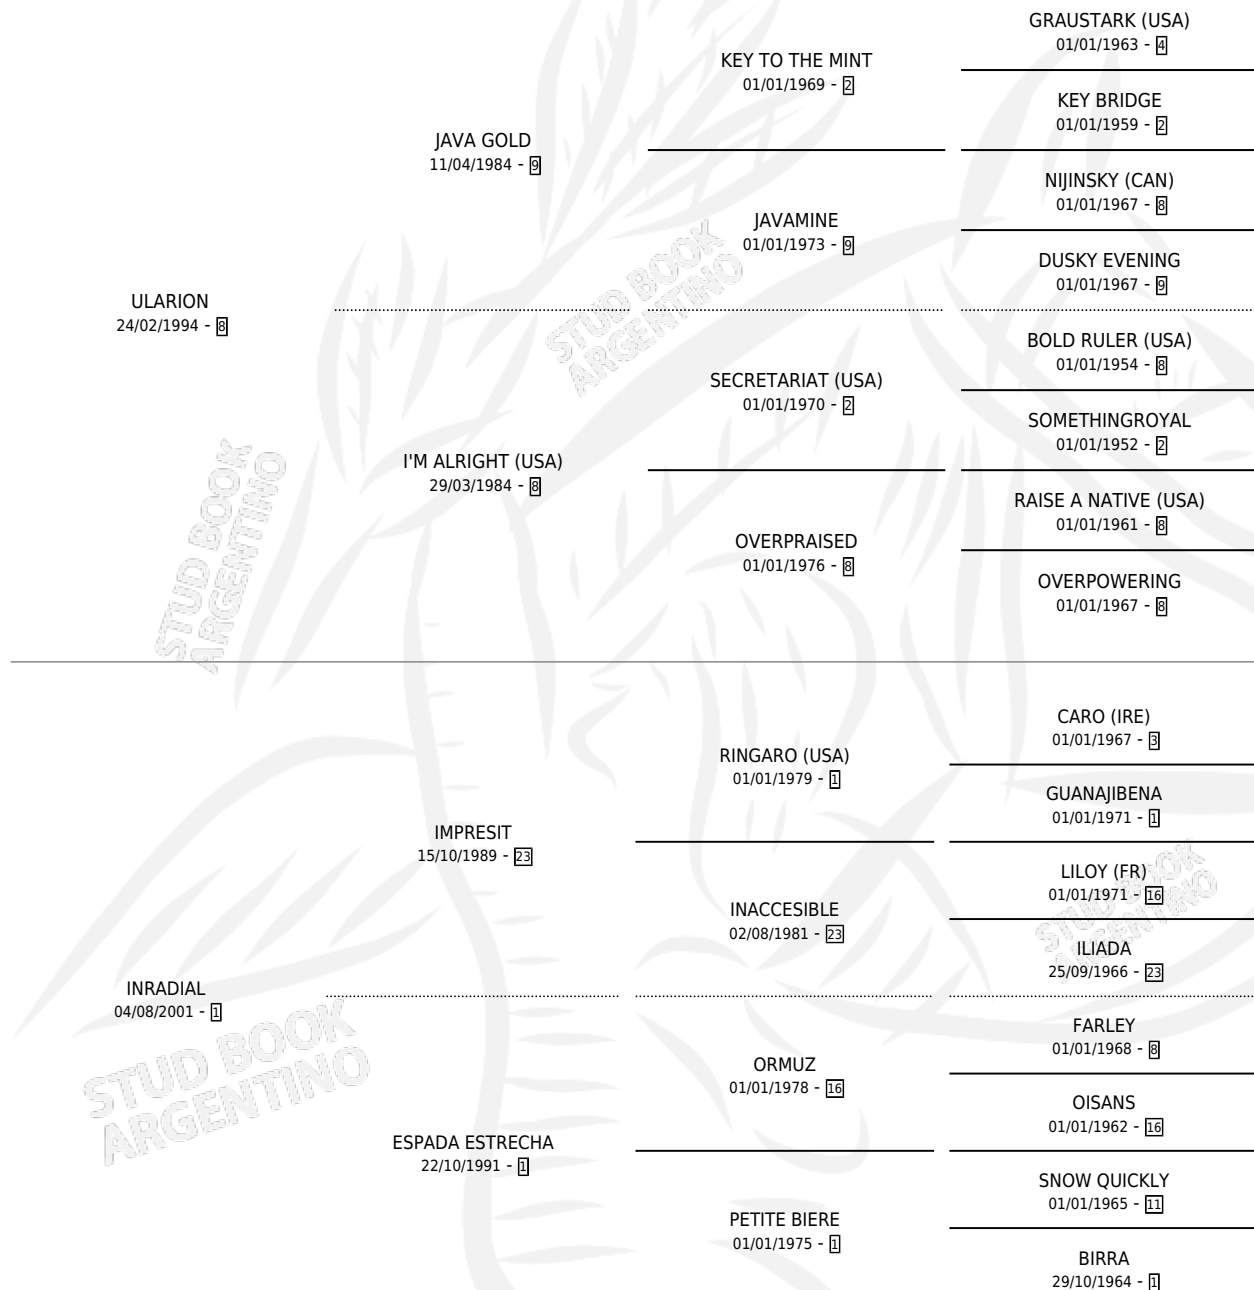 GRAUSTARK (USA)
01/01/1963 - 4
KEY TO THE MINT
01/01/1969 - 2
KEY BRIDGE
01/01/1959 - 2
JAVA GOLD
11/04/1984 - 9
NIJINSKY (CAN)
01/01/1967 - 8
JAVAMINE
01/01/1973 - 9
DUSKY EVENING
01/01/1967 - 9
ULARION
24/02/1994 - 8
BOLD RULER (USA)
01/01/1954 - 8
SECRETARIAT (USA)
01/01/1970 - 2
SOMETHINGROYAL
01/01/1952 - 2
I'M ALRIGHT (USA)
29/03/1984 - 8
RAISE A NATIVE (USA)
01/01/1961 - 8
OVERPRAISED
01/01/1976 - 8
OVERPOWERING
01/01/1967 - 8
CARO (IRE)
01/01/1967 - 3
RINGARO (USA)
01/01/1979 - 1
GUANAJIBENA
01/01/1971 - 1
IMPRESIT
15/10/1989 - 23
LILOY (FR)
01/01/1971 - 16
INACCESIBLE
02/08/1981 - 23
ILIADA
25/09/1966 - 23
INRADIAL
04/08/2001 - 1
FARLEY
01/01/1968 - 8
ORMUZ
01/01/1978 - 16
OISANS
01/01/1962 - 16
ESPADA ESTRECHA
22/10/1991 - 1
SNOW QUICKLY
01/01/1965 - 11
PETITE BIERE
01/01/1975 - 1
BIRRA
29/10/1964 - 1
STUD BOOK
ARGENTINO
STUD BOOK
ARGENTINO
STUD BOOK
ARGENTINO
STUD BOOK
ARGENTINO